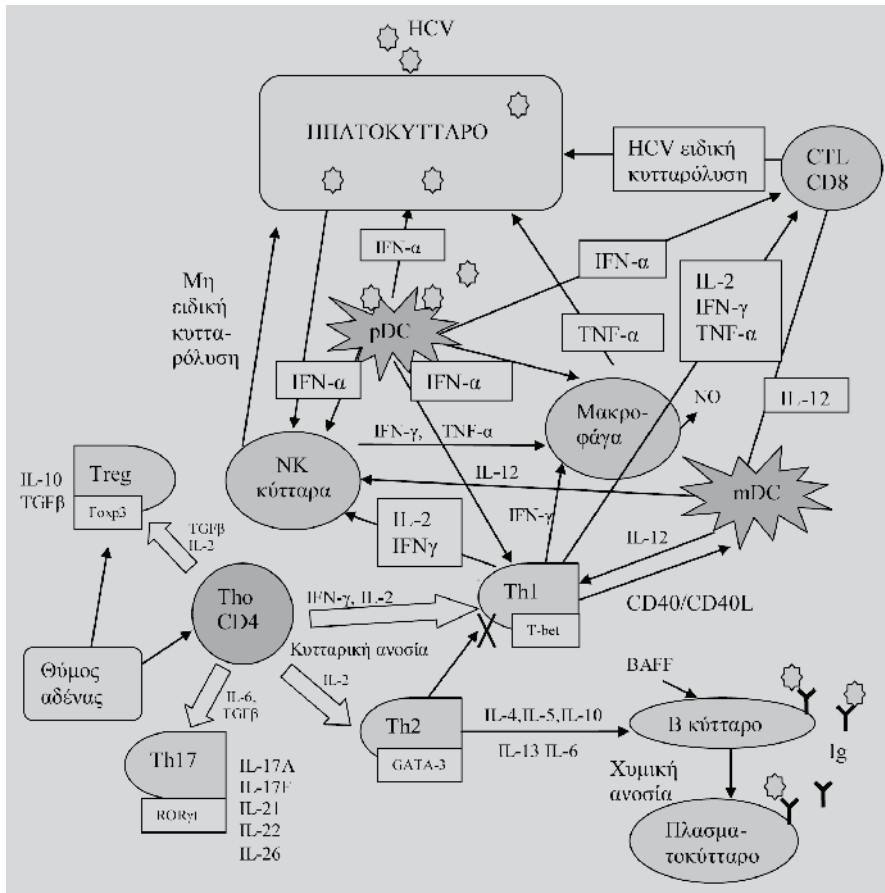 HCV
ΗΠΑΤΟΚΥΤΤΑΡΟ
HCV ειδική
κυτταρόλυση
CTL
CD8
IFN-α
IFN-α
IL-2
IFN-γ
TNF-α
Μη
ειδική
κυττα-
ρόλυση
pDC
TNF-α
IFN-α
IFN-α
IL-12
NO
Μακρο-
φάγα
IFN-γ, TNF-α
NK
κύτταρα
IL-12
mDC
IL-10
TGFβ
Treg
Foxp3
TGFβ
IL-2
IL-2
IFNγ
IFN-γ
IL-12
Tho
CD4
IFN-γ, IL-2
Th1
T-bet
CD40/CD40L
Κυτταρική ανοσία
Θύμος
αδένας
IL-6,
TGFβ
IL-2
Th2
GATA-3
IL-4,IL-5,IL-10
IL-13 IL-6
BAFF
Β κύτταρο
Ig
Χυμική
ανοσία
Πλασμα-
τοκύτταρο
Th17
RORγt
IL-17A
IL-17F
IL-21
IL-22
IL-26